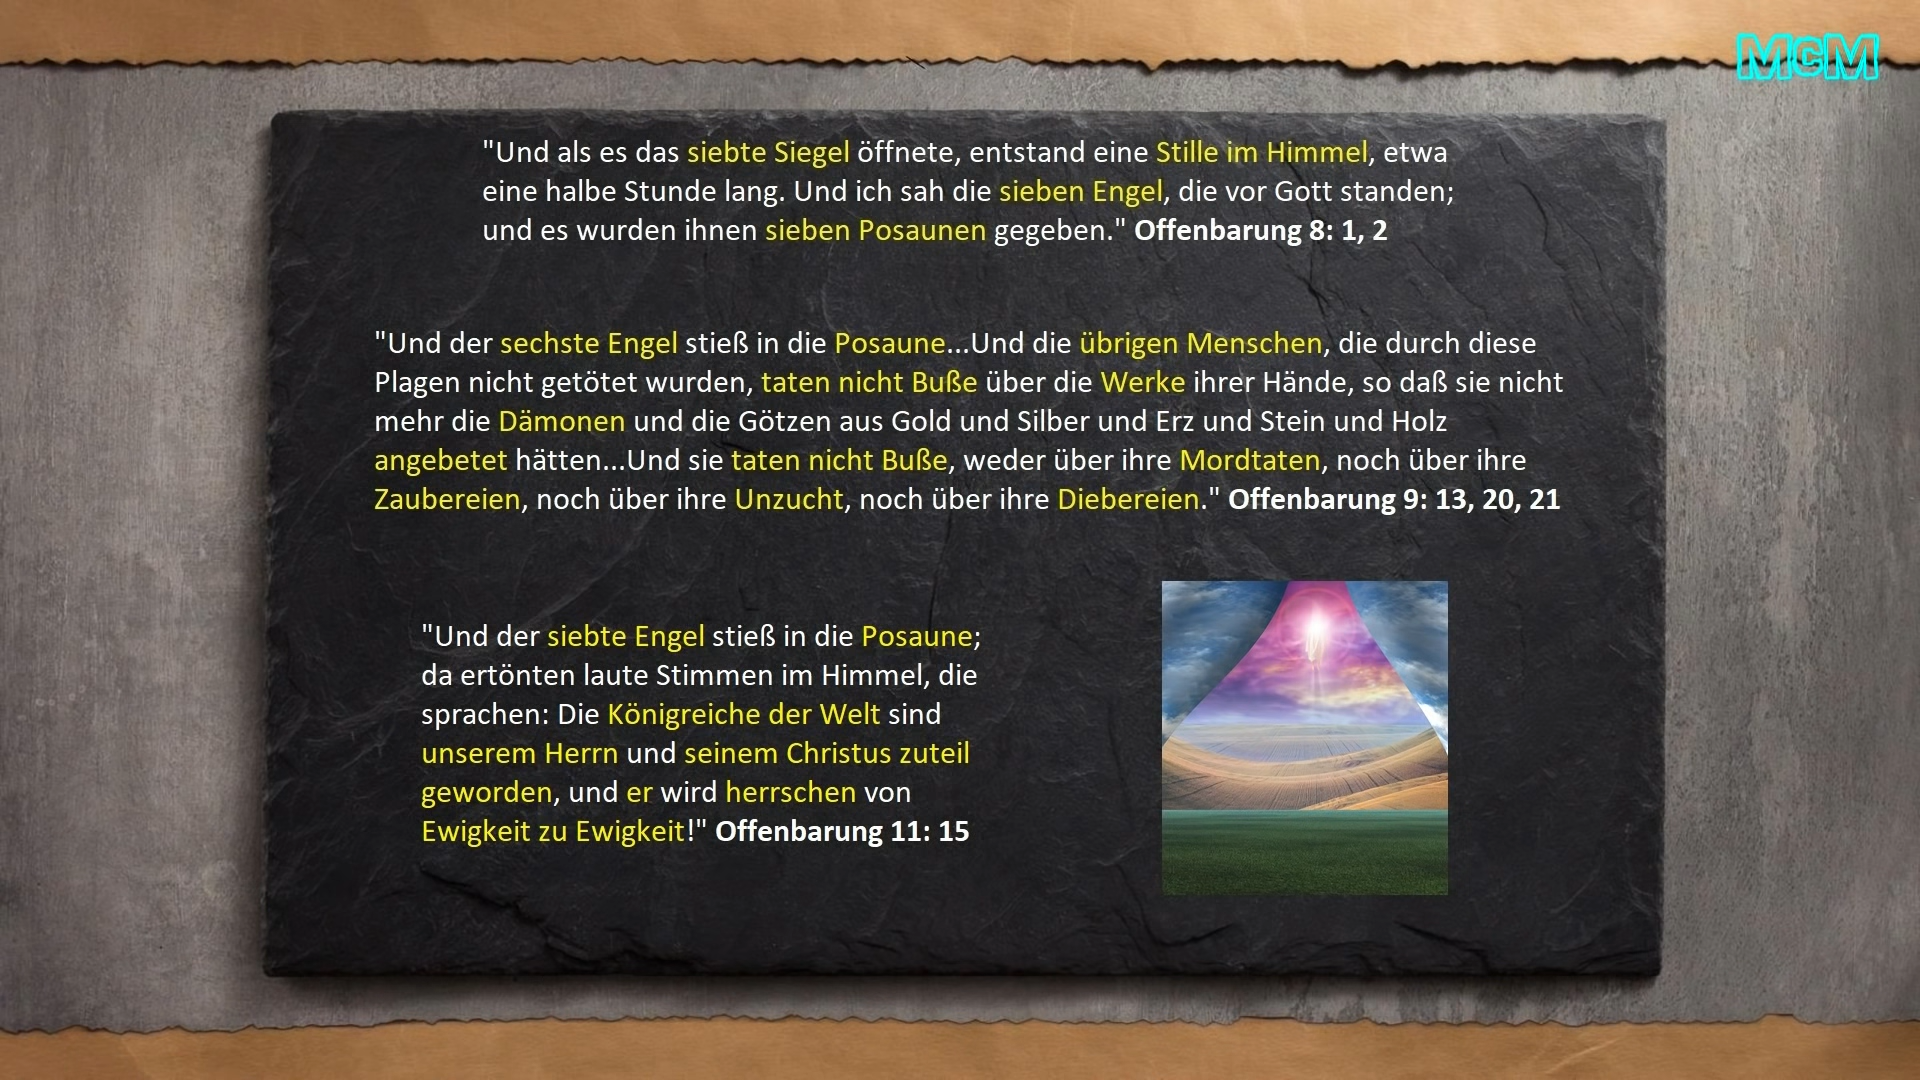 McM
"Und als es das siebte Siegel öffnete, entstand eine Stille im Himmel, etwa
eine halbe Stunde lang. Und ich sah die sieben Engel, die vor Gott standen;
und es wurden ihnen sieben Posaunen gegeben." Offenbarung 8: 1, 2
"Und der sechste Engel stieß in die Posaune...Und die übrigen Menschen, die durch diese
Plagen nicht getötet wurden, taten nicht Buße über die Werke ihrer Hände, so daß sie nicht
mehr die Dämonen und die Götzen aus Gold und Silber und Erz und Stein und Holz
angebetet hätten...Und sie taten nicht Buße, weder über ihre Mordtaten, noch über ihre
Zaubereien, noch über ihre Unzucht, noch über ihre Diebereien." Offenbarung 9: 13, 20, 21
"Und der siebte Engel stieß in die Posaune;
da ertönten laute Stimmen im Himmel, die
sprachen: Die Königreiche der Welt sind
unserem Herrn und seinem Christus zuteil
geworden, und er wird herrschen von
Ewigkeit zu Ewigkeit!" Offenbarung 11: 15